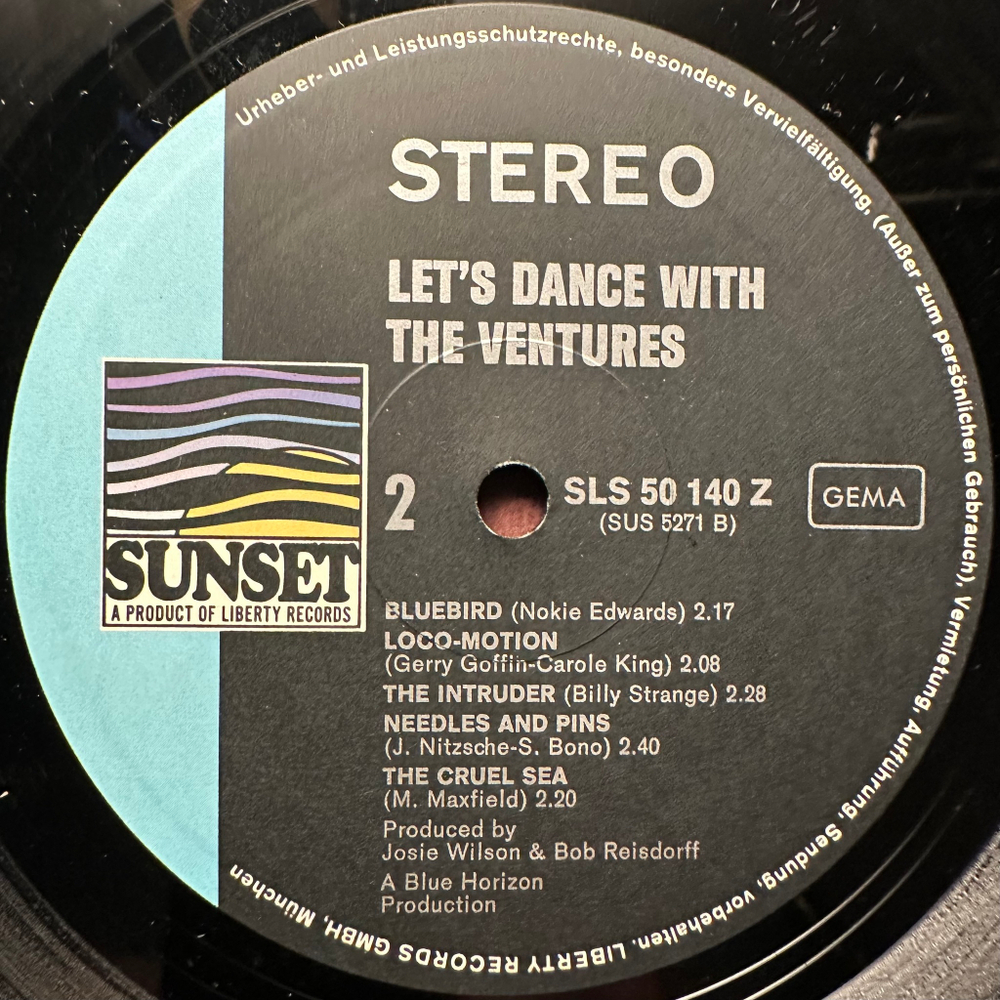 Urheber- und Leistungsschutzrechte, besonders Vervielfältigung, (Außer zum persönlichen Gebrauch), Vermietung, Aufführung, Sendung, vorbehalten. LIBERTY RECORDS GMBH, München
STEREO
LET'S DANCE WITH
THE VENTURES
SUNSET
A PRODUCT OF LIBERTY RECORDS
2
SLS 50 140 Z
(SUS 5271 B)
GEMA
BLUEBIRD (Nokie Edwards) 2.17
LOCO-MOTION
(Gerry Goffin-Carole King) 2.08
THE INTRUDER (Billy Strange) 2.28
NEEDLES AND PINS
(J. Nitzsche-S. Bono) 2.40
THE CRUEL SEA
(M. Maxfield) 2.20
Produced by
Josie Wilson & Bob Reisdorff
A Blue Horizon
Production